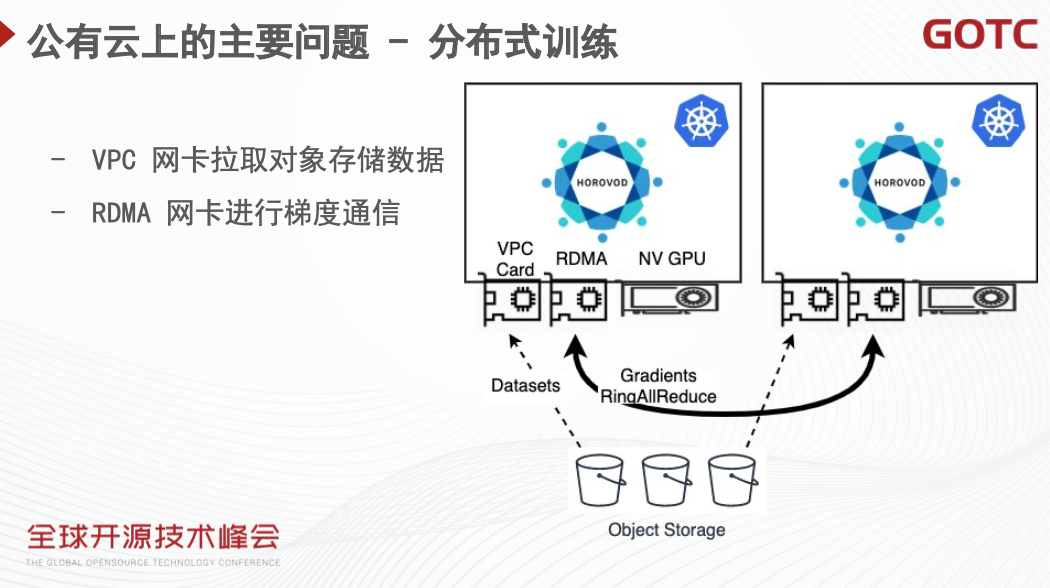 公有云上的主要问题 - 分布式训练
GOTC
- VPC 网卡拉取对象存储数据
- RDMA 网卡进行梯度通信
HOROVOD
HOROVOD
VPC
Card
RDMA
NV GPU
Datasets
Gradients
RingAllReduce
Object Storage
全球开源技术峰会
THE GLOBAL OPENSOURCE TECHNOLOGY CONFERENCE